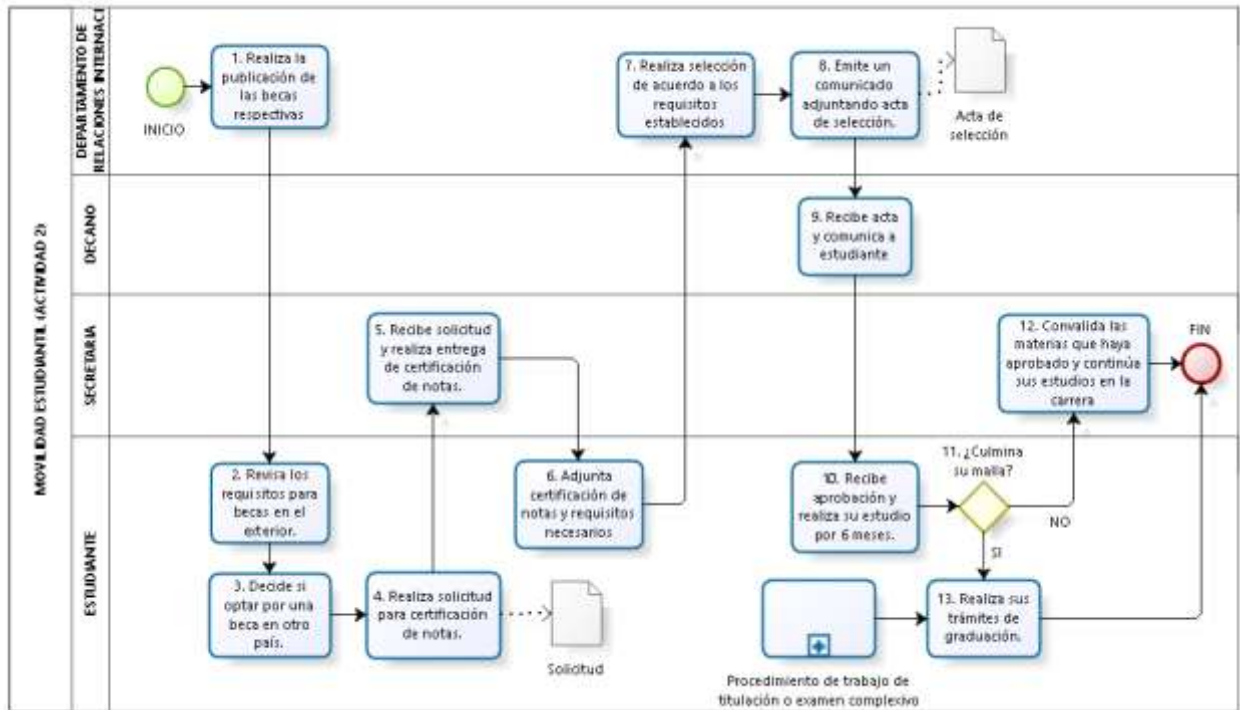 MOVILIDAD ESTUDIANTIL (ACTIVIDAD 2)
DEPARTAMENTO DE
RELACIONES INTERNACI
INICIO
1. Realiza la
publicación de
las becas
respectivas
7. Realiza selección
de acuerdo a los
requisitos
establecidos
8. Emite un
comunicado
adjuntando acta
de selección.
Acta de
selección
DECANO
9. Recibe acta
y comunica a
estudiante
SECRETARIA
5. Recibe solicitud
y realiza entrega
de certificación
de notas.
12. Convalida las
materias que haya
aprobado y continúa
sus estudios en la
carrera
FIN
ESTUDIANTE
2. Revisa los
requisitos para
becas en el
exterior.
6. Adjunta
certificación de
notas y requisitos
necesarios
10. Recibe
aprobación y
realiza su estudio
por 6 meses.
11. ¿Culmina
su malla?
NO
SI
3. Decide si
optar por una
beca en otro
país.
4. Realiza solicitud
para certificación
de notas.
Solicitud
13. Realiza sus
trámites de
graduación.
Procedimiento de trabajo de
titulación o examen complexivo